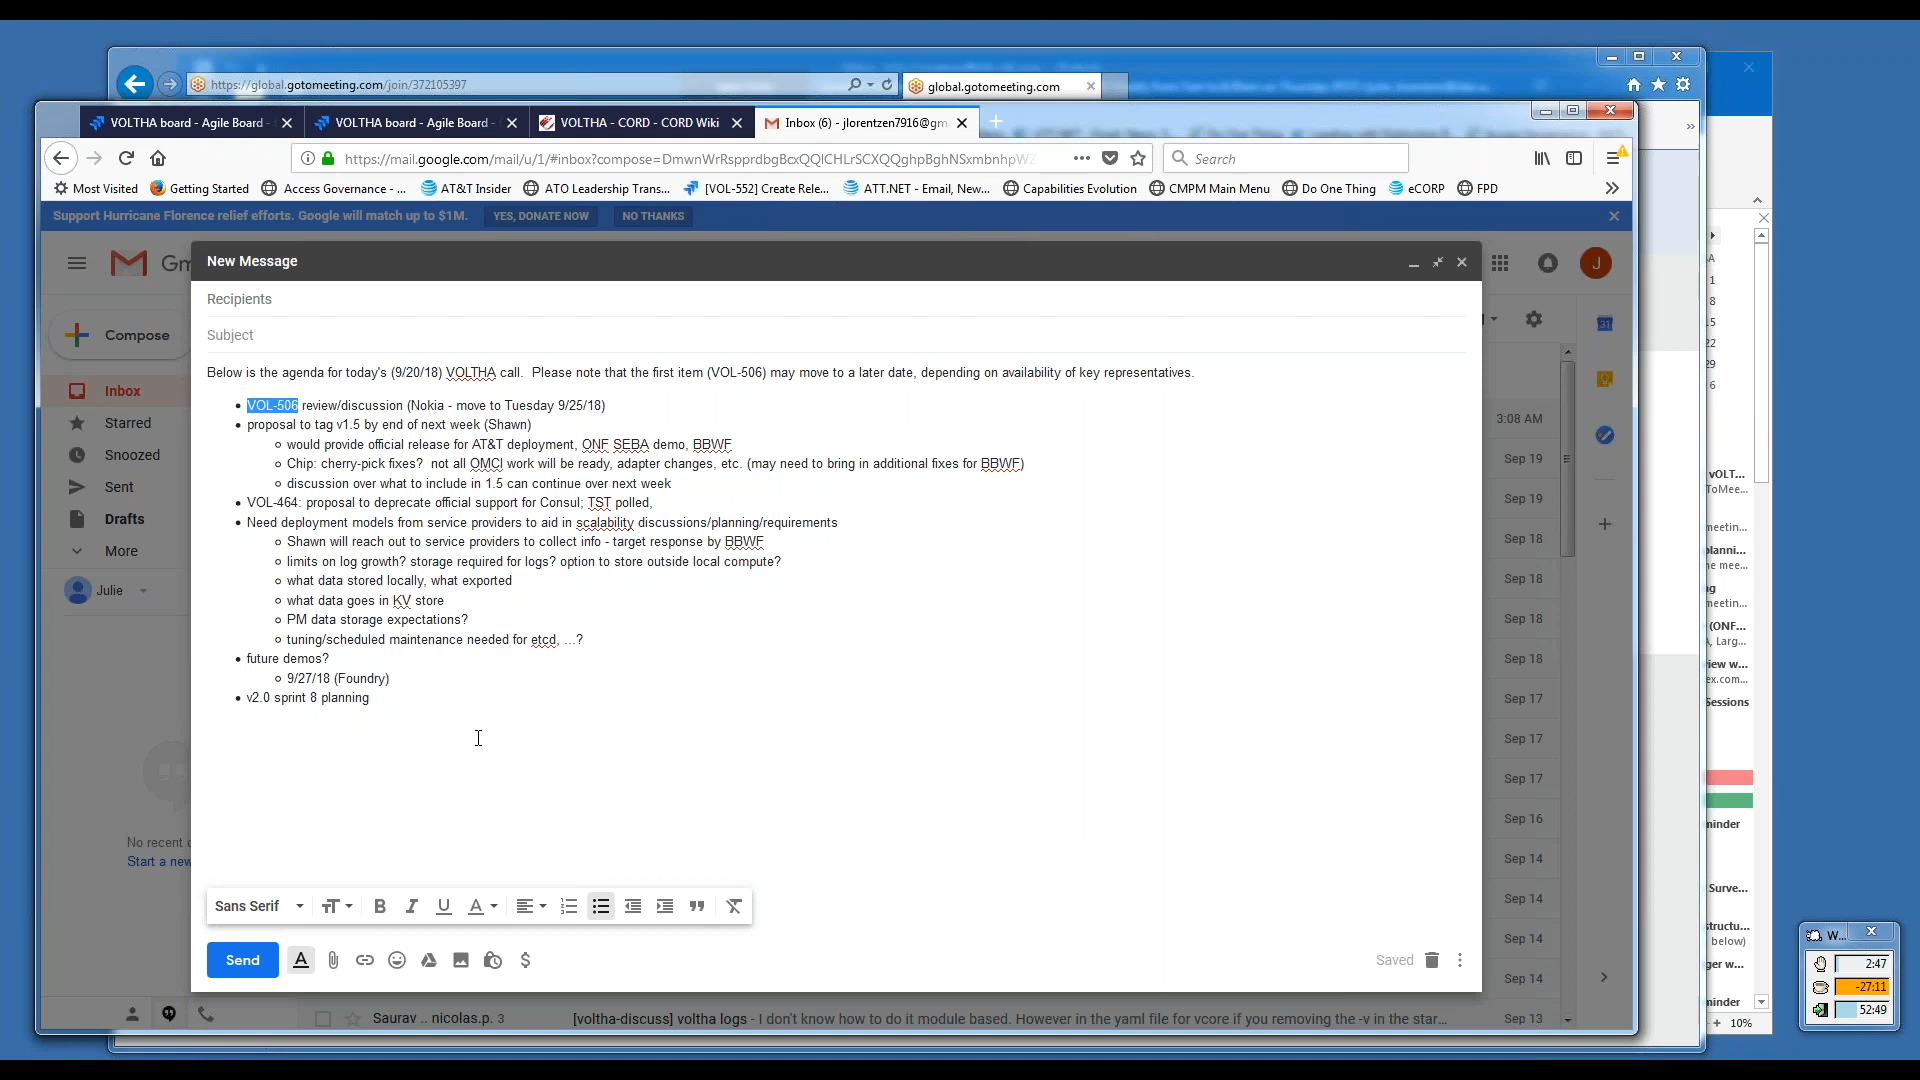 https://global.gotomeeting.com/join/372105397
global.gotomeeting.com
VOLTHA board - Agile Board -
VOLTHA board - Agile Board -
VOLTHA - CORD - CORD Wiki
Inbox (6) - jlorentzen7916@gm
Search
Most Visited
Getting Started
Access Governance - ...
AT&T Insider
ATO Leadership Trans...
[VOL-552] Create Rele...
ATT.NET - Email, New...
Capabilities Evolution
CMPM Main Menu
Do One Thing
eCORP
FPD
Support Hurricane Florence relief efforts. Google will match up to $1M.
YES, DONATE NOW
NO THANKS
New Message
J
Recipients
Subject
Compose
Inbox
Starred
Snoozed
Sent
Drafts
More
Julie
Below is the agenda for today's (9/20/18) VOLTHA call. Please note that the first item (VOL-506) may move to a later date, depending on availability of key representatives.
• VOL-506 review/discussion (Nokia - move to Tuesday 9/25/18)
• proposal to tag v1.5 by end of next week (Shawn)
o would provide official release for AT&T deployment, ONF SEBA demo, BBWF
o Chip: cherry-pick fixes? not all OMCI work will be ready, adapter changes, etc. (may need to bring in additional fixes for BBWF)
o discussion over what to include in 1.5 can continue over next week
• VOL-464: proposal to deprecate official support for Consul; TST polled,
• Need deployment models from service providers to aid in scalability discussions/planning/requirements
o Shawn will reach out to service providers to collect info - target response by BBWF
o limits on log growth? storage required for logs? option to store outside local compute?
o what data stored locally, what exported
o what data goes in KV store
o PM data storage expectations?
o tuning/scheduled maintenance needed for etcd, ...?
• future demos?
o 9/27/18 (Foundry)
• v2.0 sprint 8 planning
No recent
Start a new
Sans Serif
Send
Saved
3:08 AM
Sep 19
Sep 19
Sep 18
Sep 18
Sep 18
Sep 18
Sep 17
Sep 17
Sep 17
Sep 16
Sep 14
Sep 14
Sep 14
Sep 14
Saurav .. nicolas.p. 3
[voltha-discuss] voltha logs - I don't know how to do it module based. However in the yaml file for vcore if you removing the -v in the star...
Sep 13
10%
W...
2:47
-27:11
52:49